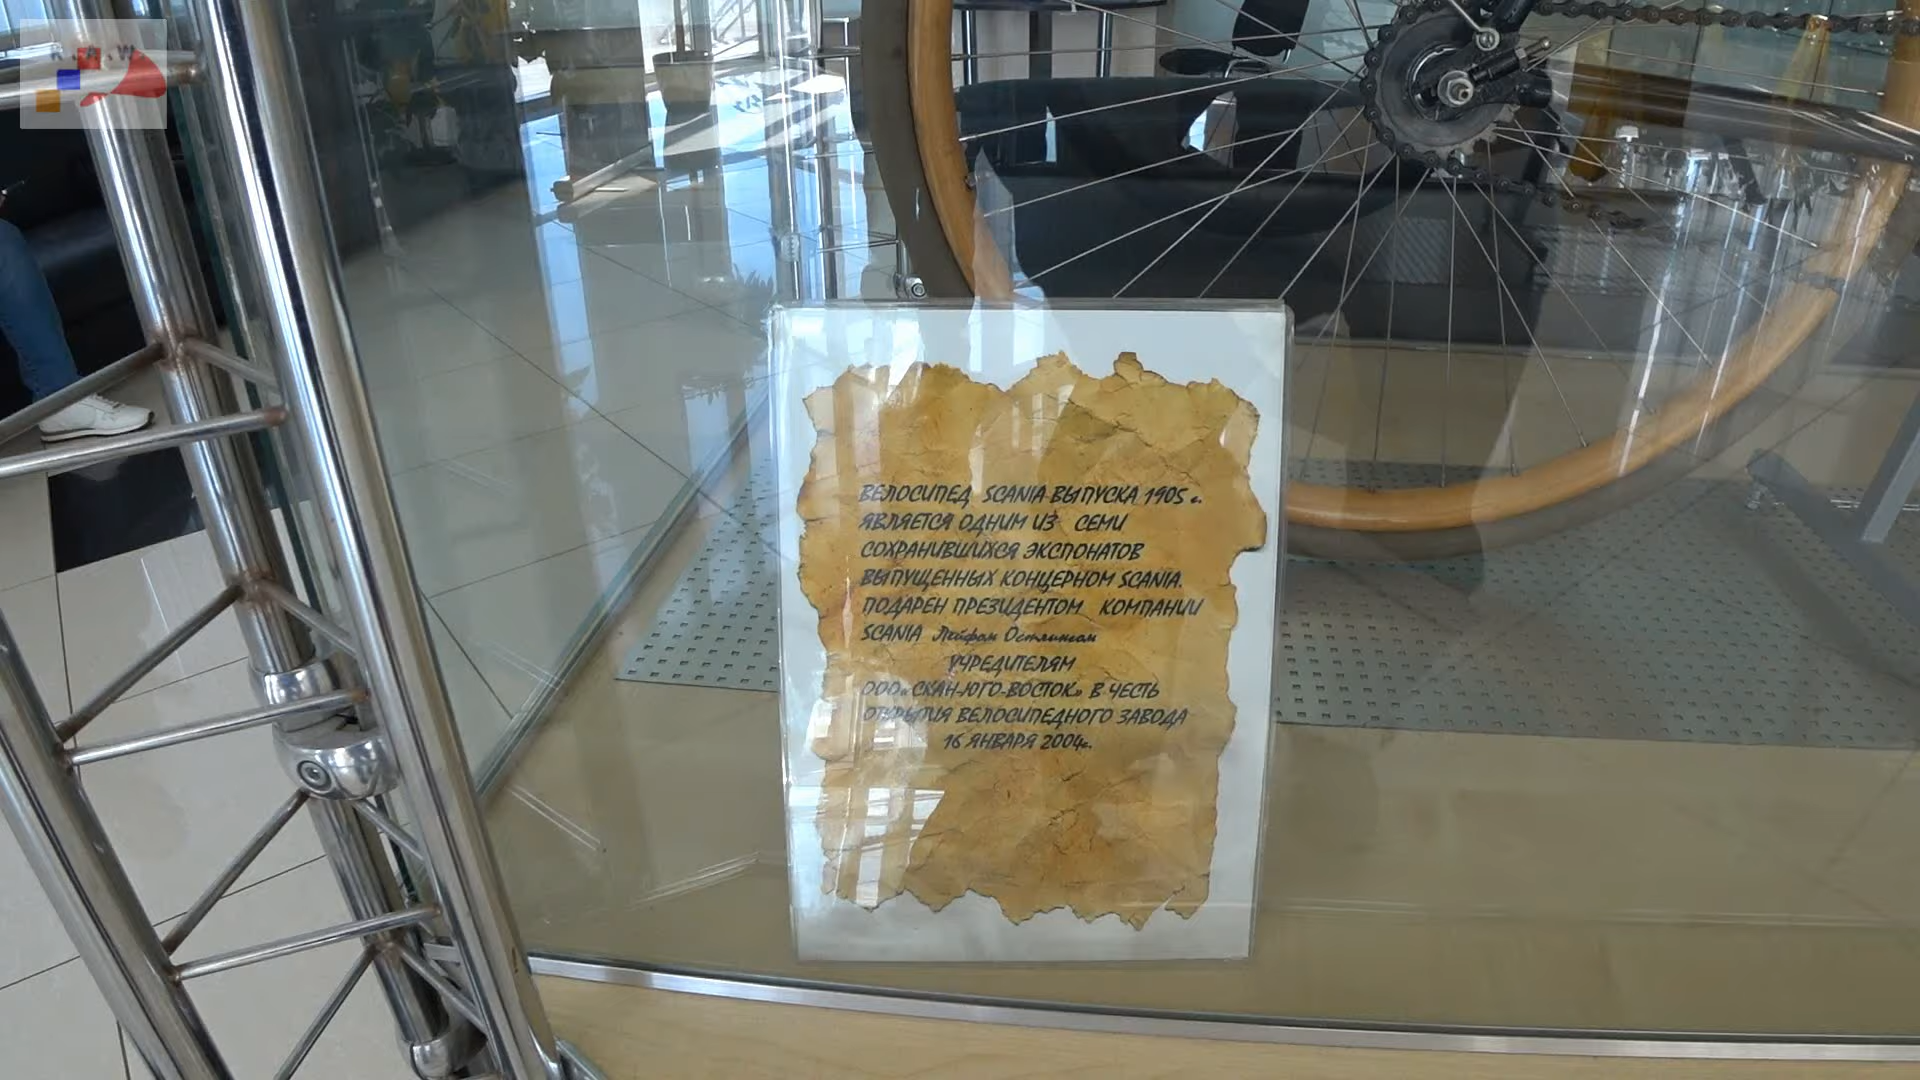 ВЕЛОСИПЕД SCANIA ВЫПУСКА 1905 г.
ЯВЛЯЕТСЯ ОДНИМ ИЗ СЕМИ
СОХРАНИВШИХСЯ ЭКСПОНАТОВ
ВЫПУЩЕННЫХ КОНЦЕРНОМ SCANIA.
ПОДАРЕН ПРЕЗИДЕНТОМ КОМПАНИИ
SCANIA Лейфом Остлингом
УЧРЕДИТЕЛЯМ
ООО «СКАН-ЮГО-ВОСТОК» В ЧЕСТЬ
ОТКРЫТИЯ ВЕЛОСИПЕДНОГО ЗАВОДА
16 ЯНВАРЯ 2004г.